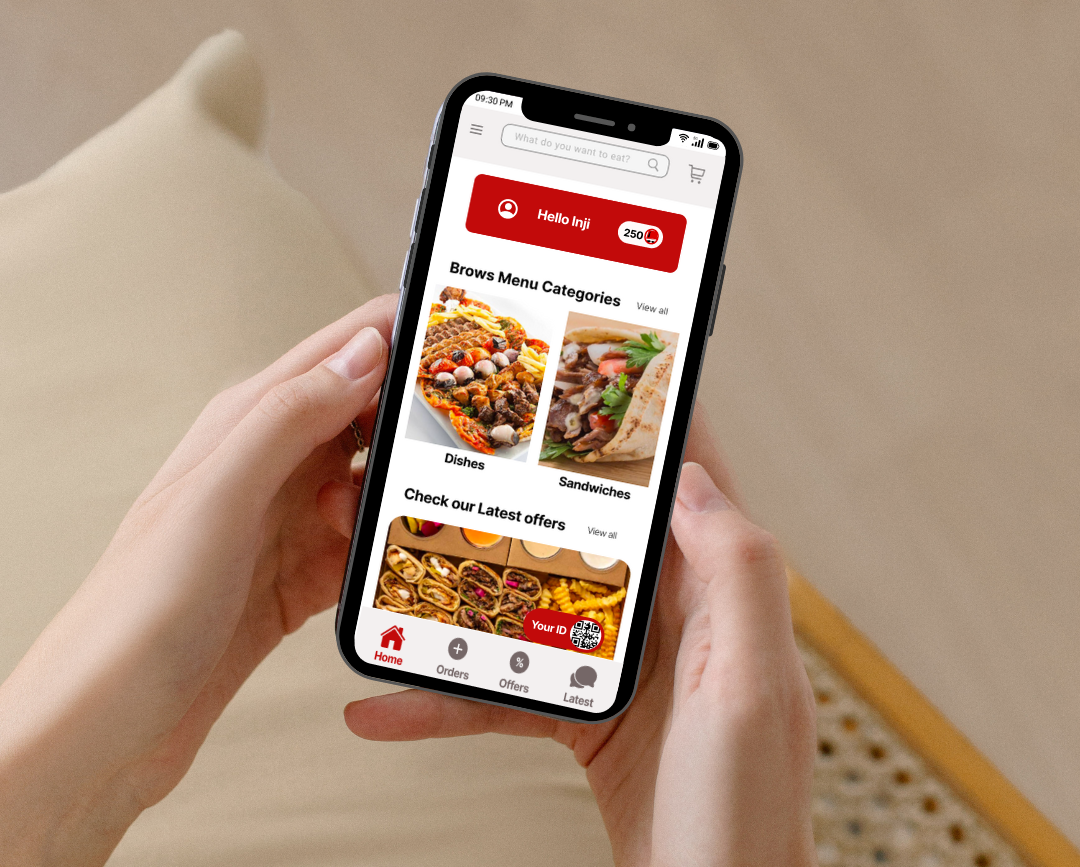 09:30 PM
What do you want to eat?
Hello Inji
250
Brows Menu Categories
View all
Dishes
Sandwiches
Check our Latest offers
View all
Your ID
Home
Orders
%
Offers
Latest